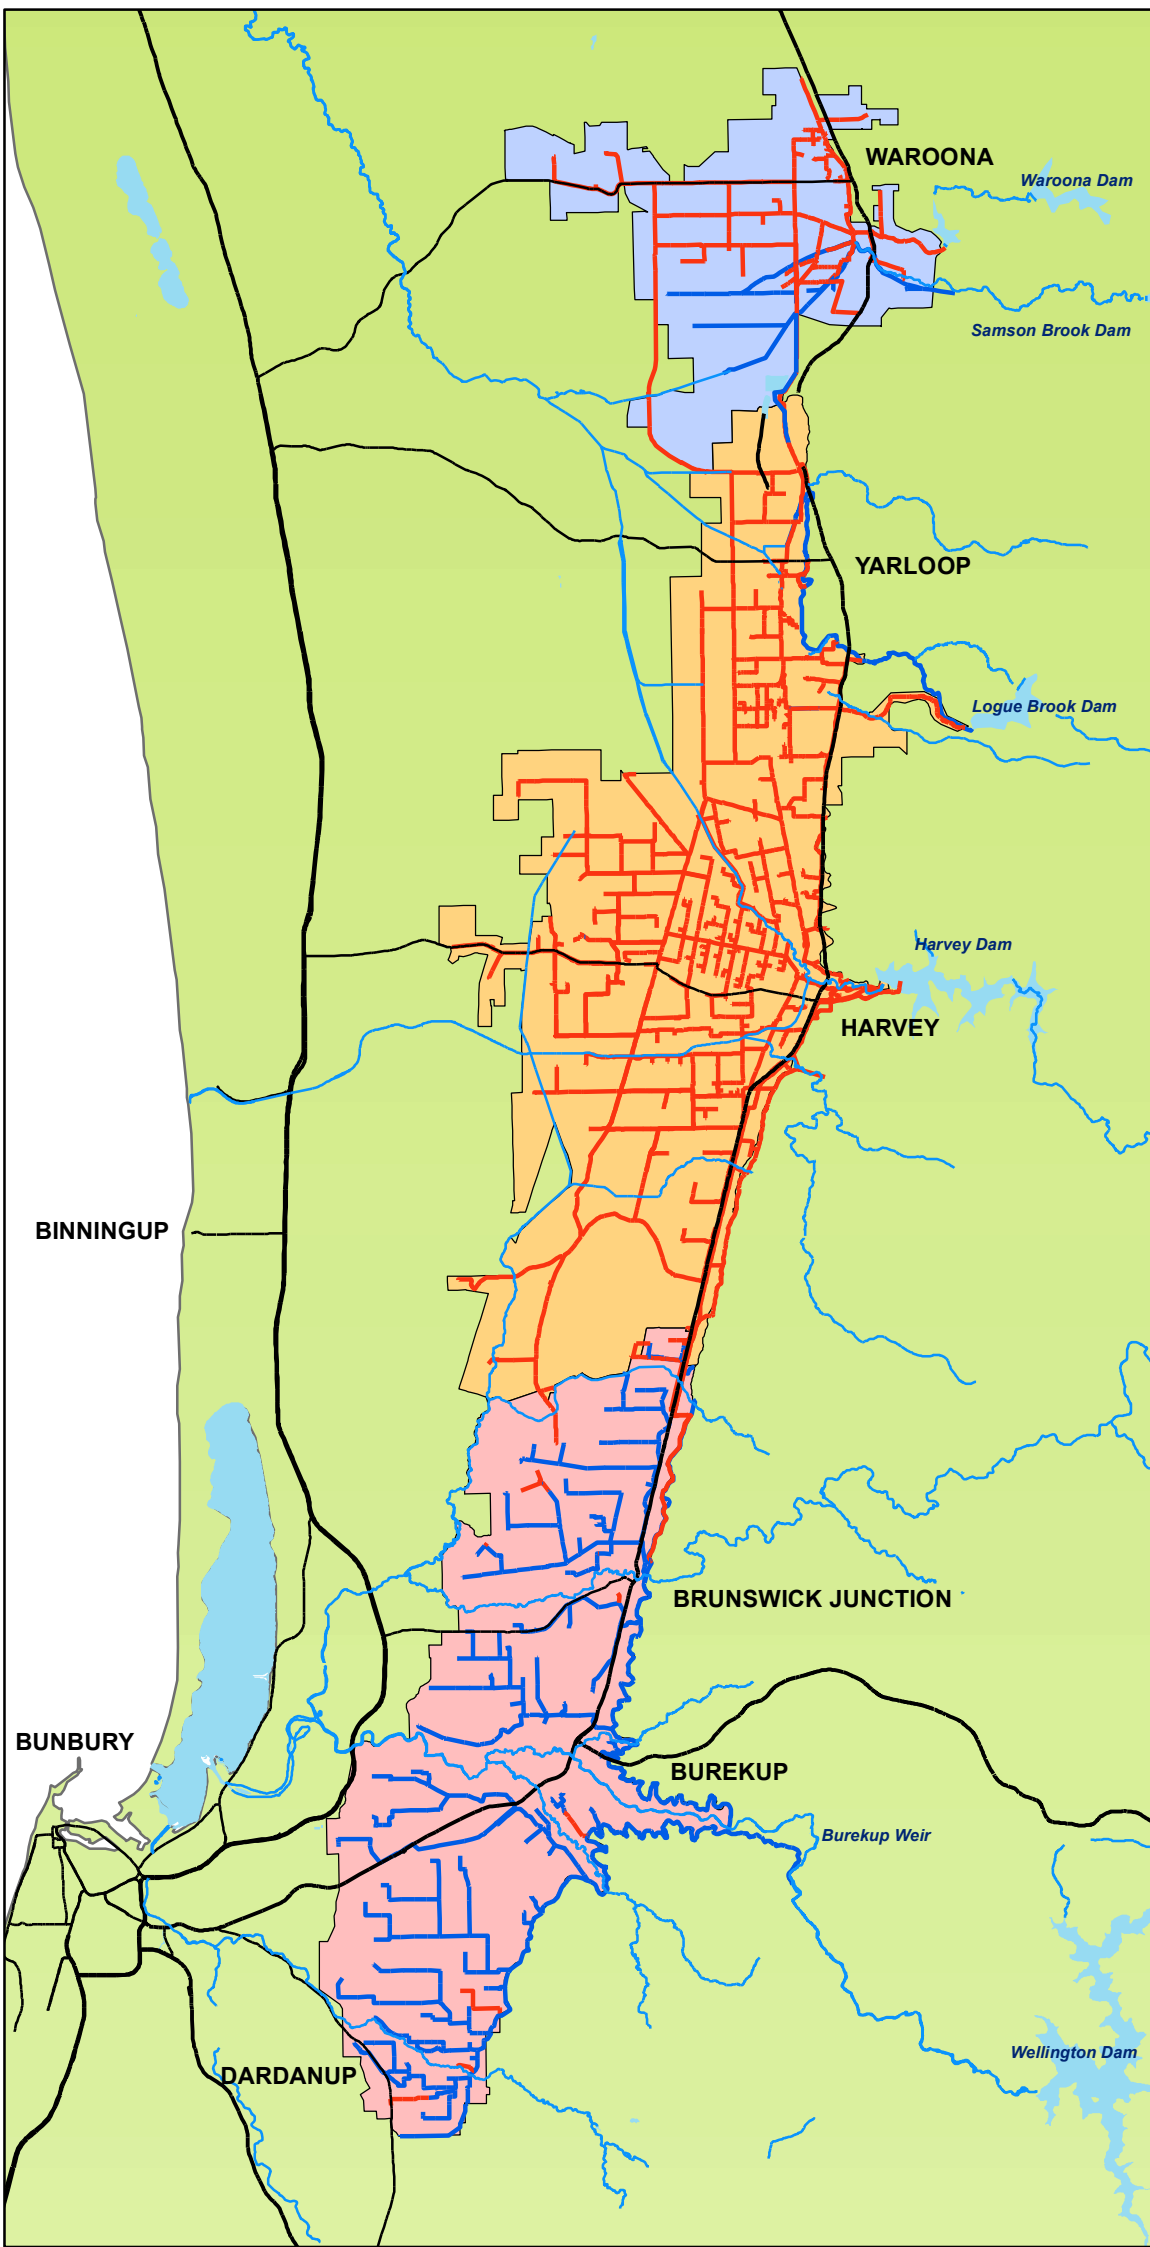 WAROONA
Waroona Dam
Samson Brook Dam
YARLOOP
Logue Brook Dam
Harvey Dam
HARVEY
BINNINGUP
BRUNSWICK JUNCTION
BUNBURY
BUREKUP
Burekup Weir
Wellington Dam
DARDANUP